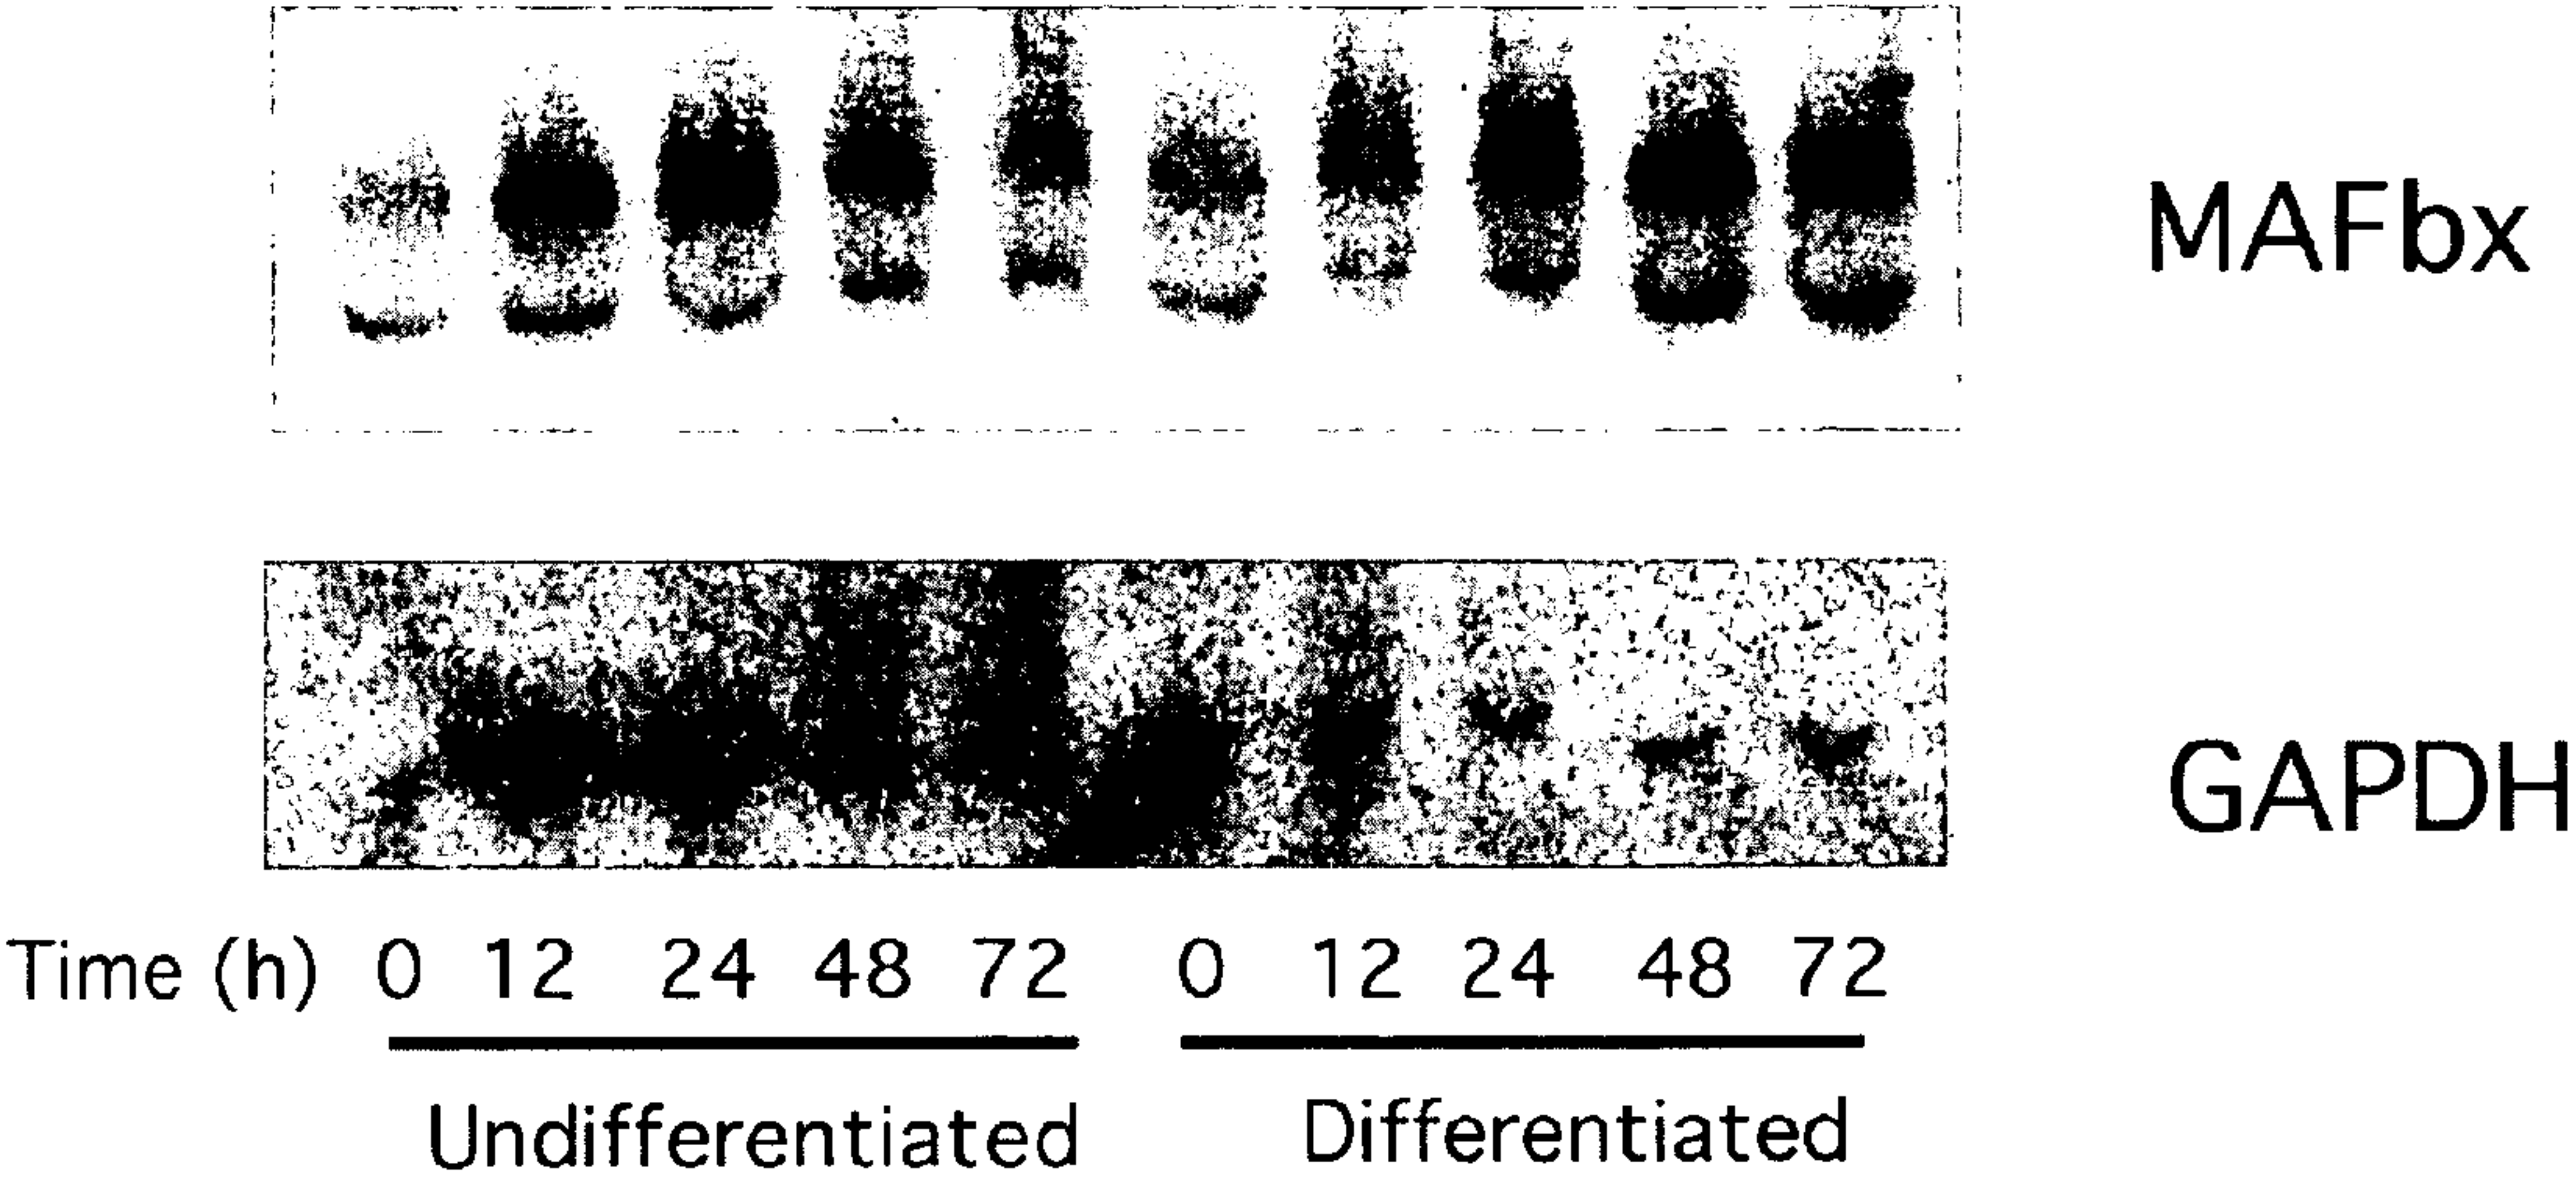 MAFbx
GAPDH
Time (h) 0 12 24 48 72 0 12 24 48 72
Undifferentiated Differentiated